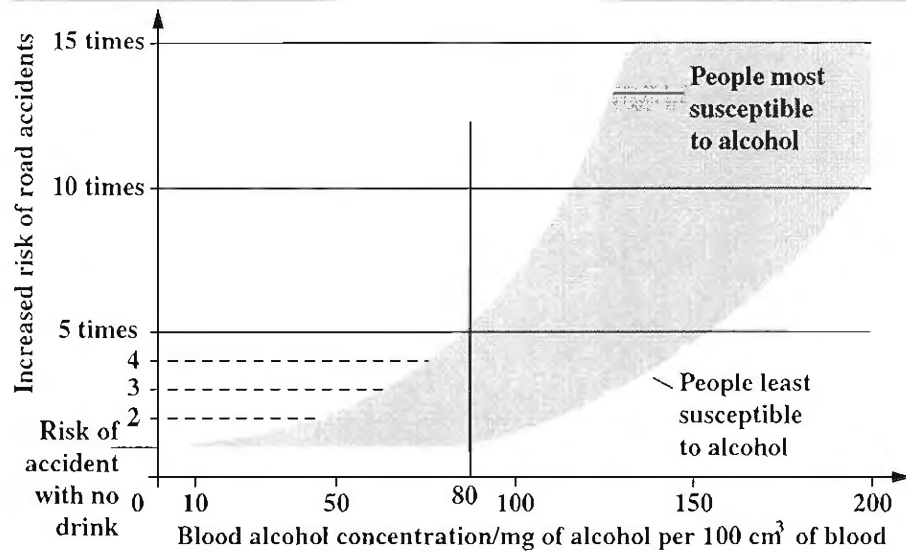 Increased risk of road accidents
15 times
10 times
5 times
4
3
2
Risk of
accident
with no
drink
People most
susceptible
to alcohol
People least
susceptible
to alcohol
0 10 50 80 100 150 200
Blood alcohol concentration/mg of alcohol per 100 cm³ of blood